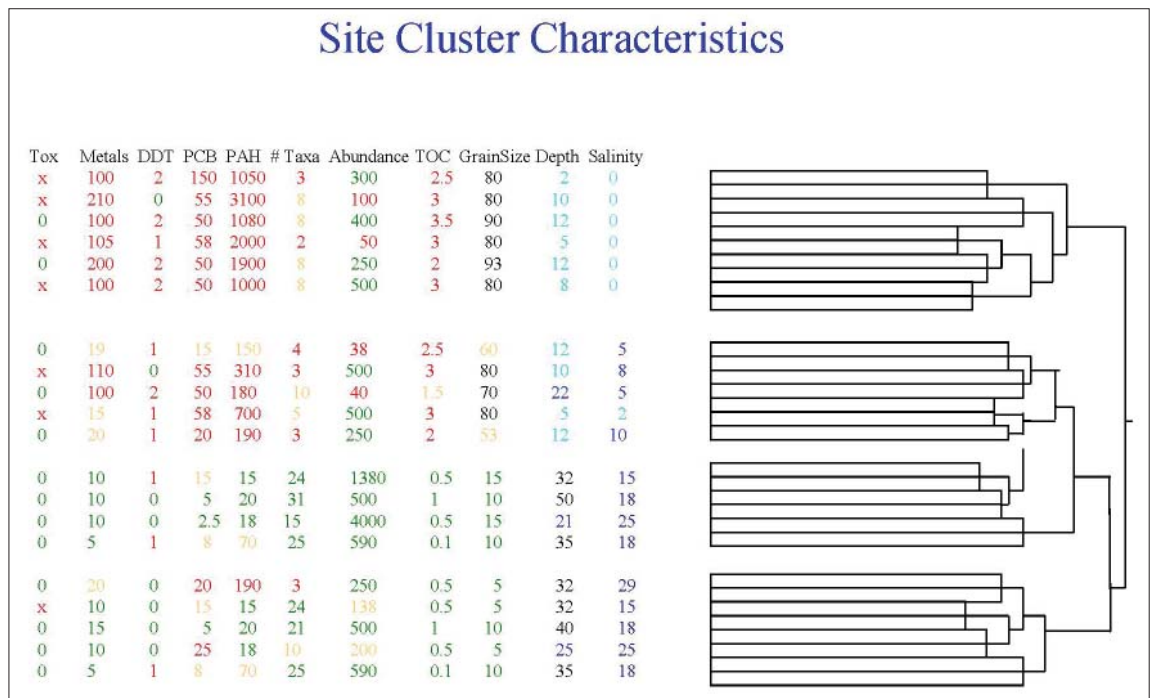 Site Cluster Characteristics
Tox Metals DDT PCB PAH # Taxa Abundance TOC GrainSize Depth Salinity
x 100 2 150 1050 3 300 2.5 80 2 0
x 210 0 55 3100 8 100 3 80 10 0
0 100 2 50 1080 8 400 3.5 90 12 0
x 105 1 58 2000 2 50 3 80 5 0
0 200 2 50 1900 8 250 2 93 12 0
x 100 2 50 1000 8 500 3 80 8 0
0 19 1 15 150 4 38 2.5 60 12 5
x 110 0 55 310 3 500 3 80 10 8
0 100 2 50 180 10 40 1.5 70 22 5
x 15 1 58 700 5 500 3 80 5 2
0 20 1 20 190 3 250 2 53 12 10
0 10 1 15 15 24 1380 0.5 15 32 15
0 10 0 5 20 31 500 1 10 50 18
0 10 0 2.5 18 15 4000 0.5 15 21 25
0 5 1 8 70 25 590 0.1 10 35 18
0 20 0 20 190 3 250 0.5 5 32 29
x 10 0 15 15 24 138 0.5 5 32 15
0 15 0 5 20 21 500 1 10 40 18
0 10 0 25 18 10 200 0.5 5 25 25
0 5 1 8 70 25 590 0.1 10 35 18